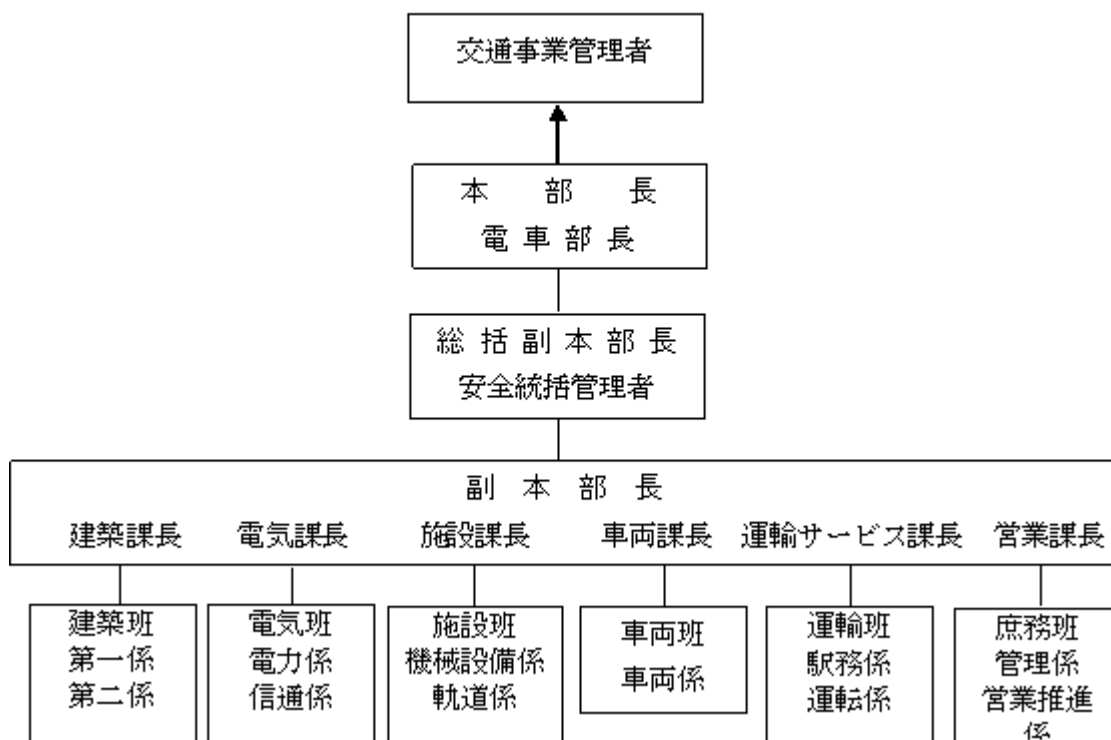 交通事業管理者
本部長
電車部長
総括副本部長
安全統括管理者
副本部長
建築課長 電気課長 施設課長 車両課長 運輸サービス課長 営業課長
建築班
第一係
第二係
電気班
電力係
信通係
施設班
機械設備係
軌道係
車両班
車両係
運輸班
駅務係
運転係
庶務班
管理係
営業推進
係